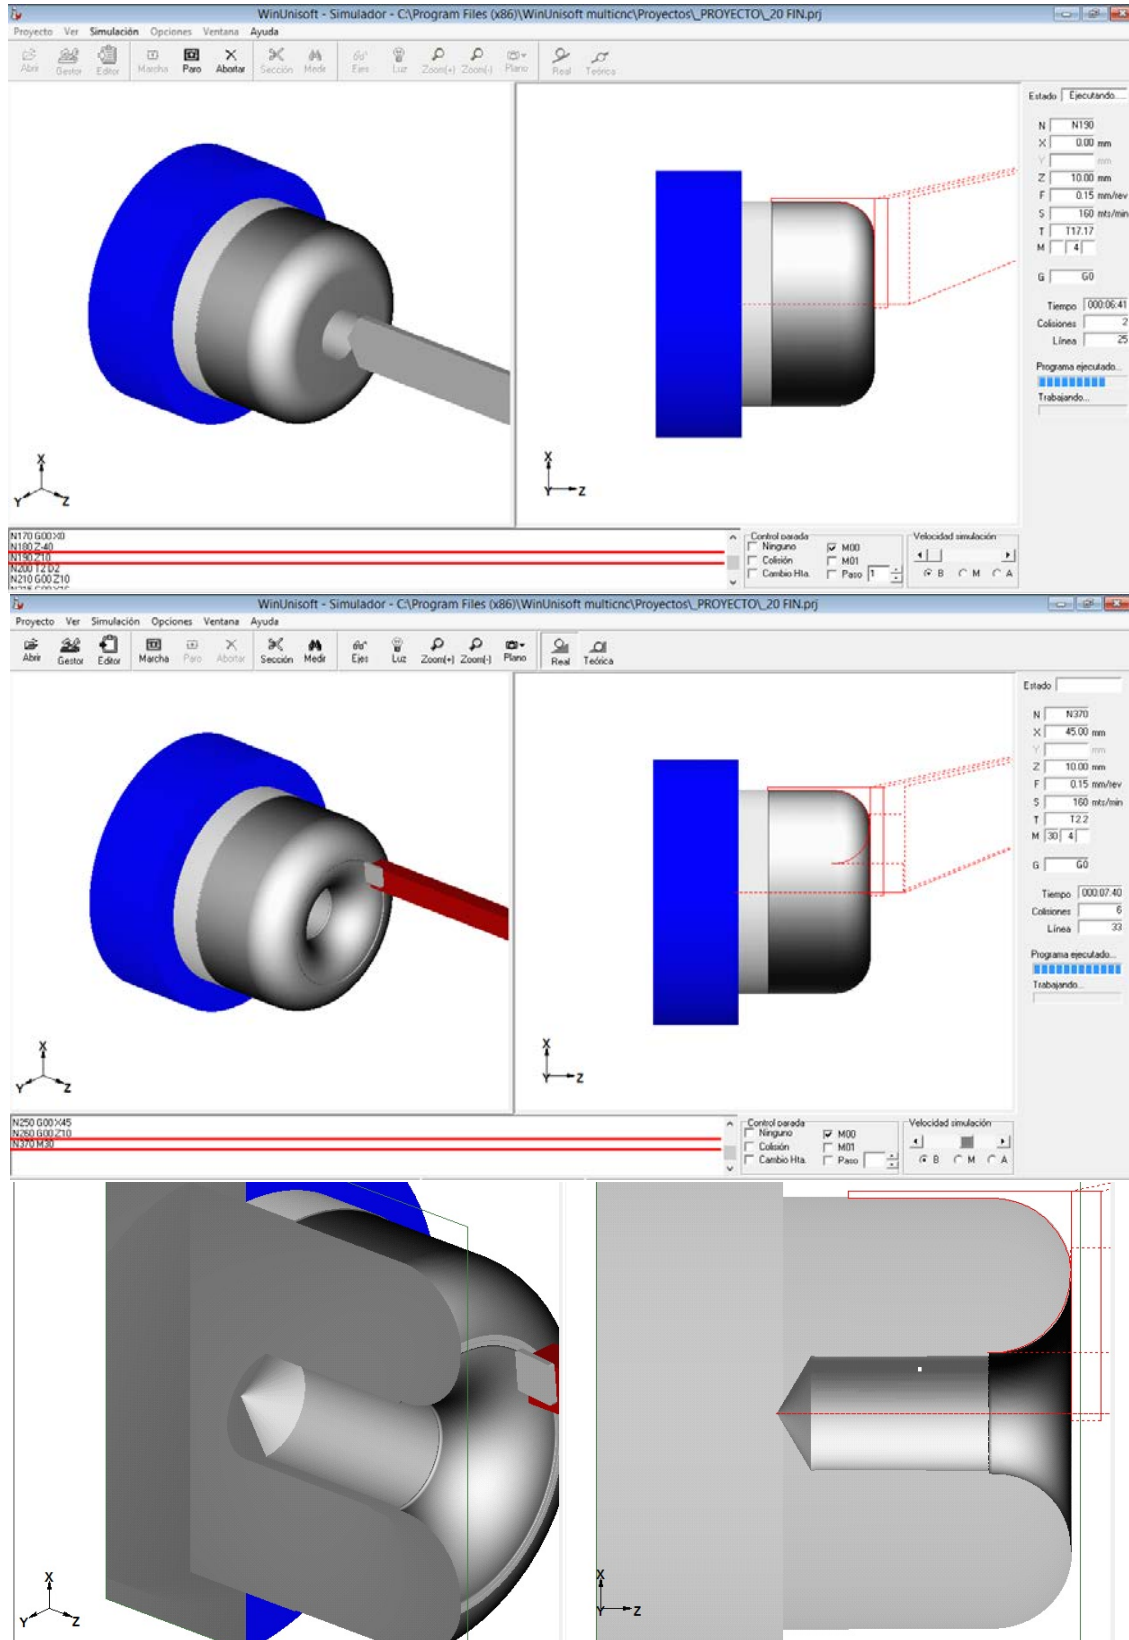 WinUnisoft - Simulador - C:\Program Files (x86)\WinUnisoft multicnc\Proyectos\_PROYECTO\_20 FIN.prj
Proyecto Ver Simulación Opciones Ventana Ayuda
Abrir Gestor Editor Marcha Paro Abortar Sección Medir Ejes Luz Zoom(+) Zoom(-) Plano Real Teórica
Estado Ejecutando....
N N190
X 0.00 mm
Y mm
Z 10.00 mm
F 0.15 mm/rev
S 160 mts/min
T T17.17
M 4
G G0
Tiempo 000:06:41
Colisiones 2
Línea 25
Programa ejecutado...
Trabajando...
X
Y Z
X
Y Z
N170 G00 X0
N180 Z-40
N190 Z10
N200 T2 D2
N210 G00 Z10
Control parada
Ninguno M00
Colisión M01
Cambio Hta. Paso 1
Velocidad simulación
B M A
WinUnisoft - Simulador - C:\Program Files (x86)\WinUnisoft multicnc\Proyectos\_PROYECTO\_20 FIN.prj
Proyecto Ver Simulación Opciones Ventana Ayuda
Abrir Gestor Editor Marcha Paro Abortar Sección Medir Ejes Luz Zoom(+) Zoom(-) Plano Real Teórica
Estado
N N370
X 45.00 mm
Y mm
Z 10.00 mm
F 0.15 mm/rev
S 160 mts/min
T T2.2
M 30 4
G G0
Tiempo 000:07:40
Colisiones 6
Línea 33
Programa ejecutado...
Trabajando...
X
Y Z
X
Y Z
N250 G00 X45
N260 G00 Z10
N370 M30
Control parada
Ninguno M00
Colisión M01
Cambio Hta. Paso
Velocidad simulación
B M A
X
Y Z
X
Y Z